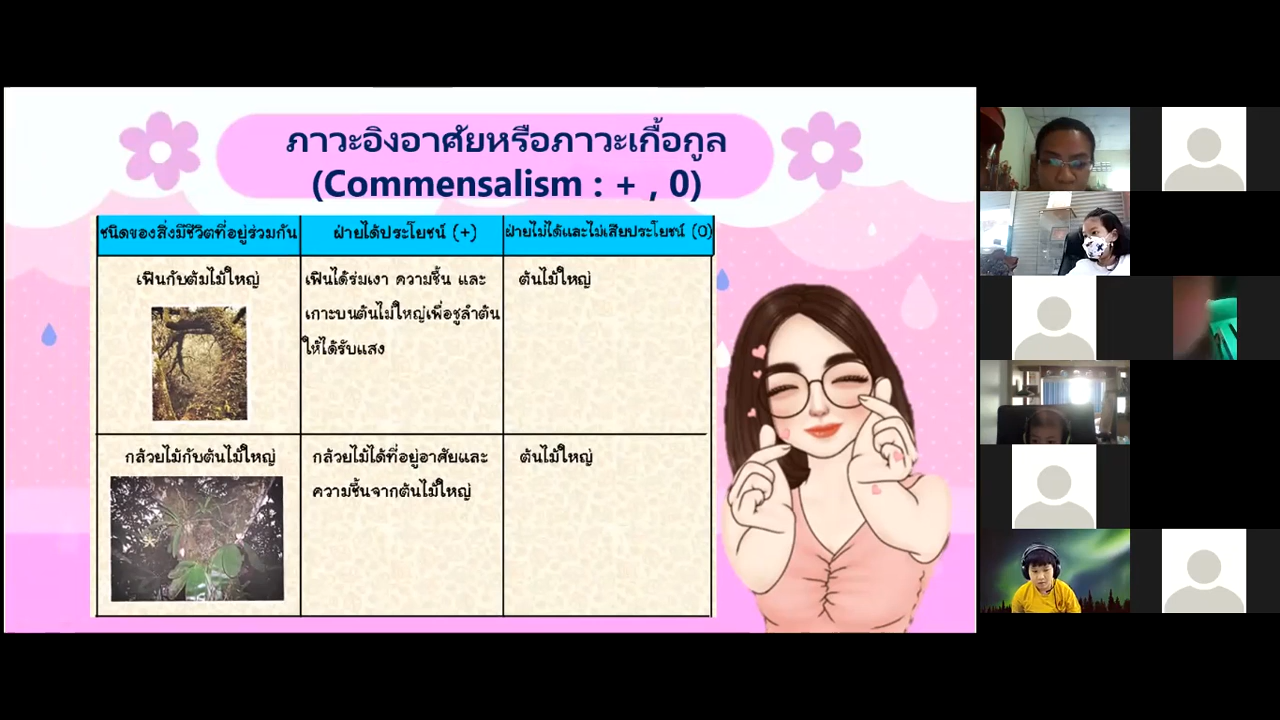 ภาวะอิงอาศัยหรือภาวะเกื้อกูล
(Commensalism : + , 0)
ชนิดของสิ่งมีชีวิตที่อยู่ร่วมกัน
ฝ่ายได้ประโยชน์ (+)
ฝ่ายไม่ได้และไม่เสียประโยชน์ (0)
เฟินกับต้มไม้ใหญ่
เฟินได้ร่มเงา ความชื้น และ
เกาะบนต้นไม้ใหญ่เพื่อชูลำต้น
ให้ได้รับแสง
ต้นไม้ใหญ่
กล้วยไม้กับต้นไม้ใหญ่
กล้วยไม้ได้ที่อยู่อาศัยและ
ความชื้นจากต้นไม้ใหญ่
ต้นไม้ใหญ่